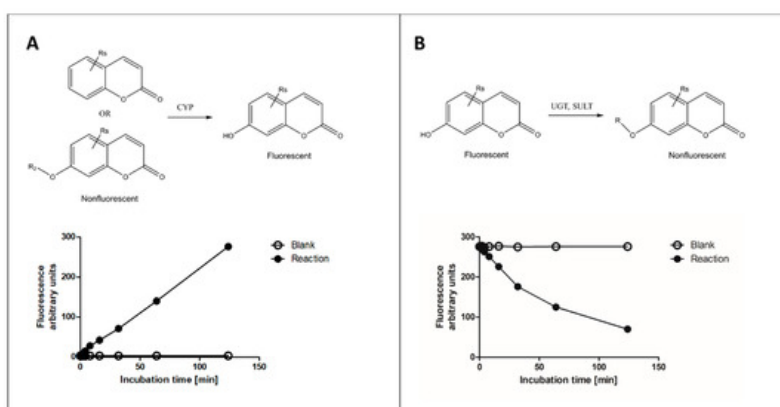 A
Rs
O
O
OR
CYP
Rs
HO
O
O
Fluorescent
Rs
R₂
O
O
O
Nonfluorescent
Fluorescence
arbitrary units
300
200
100
0
0
50
100
150
Incubation time [min]
Blank
Reaction
B
Rs
HO
O
O
Fluorescent
UGT, SULT
Rs
R
O
O
O
Nonfluorescent
Fluorescence
arbitrary units
300
200
100
0
0
50
100
150
Incubation time [min]
Blank
Reaction